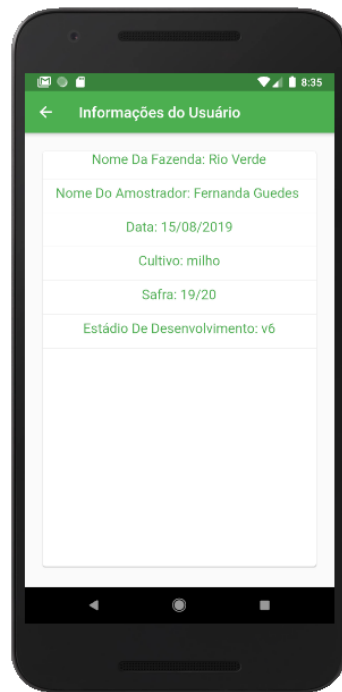 8:35
Informações do Usuário
Nome Da Fazenda: Rio Verde
Nome Do Amostrador: Fernanda Guedes
Data: 15/08/2019
Cultivo: milho
Safra: 19/20
Estádio De Desenvolvimento: v6